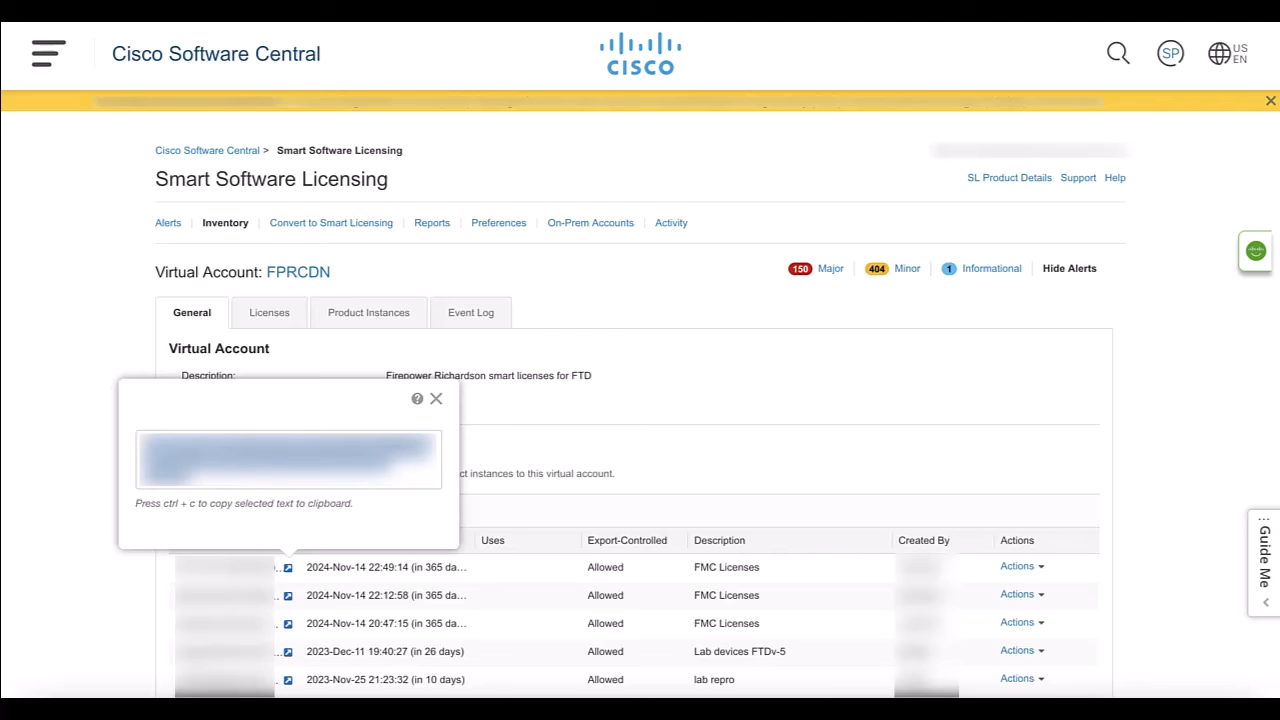 Cisco Software Central
CISCO
SP
US
EN
Cisco Software Central > Smart Software Licensing
Smart Software Licensing
SL Product Details Support Help
Alerts Inventory Convert to Smart Licensing Reports Preferences On-Prem Accounts Activity
Virtual Account: FPRCDN
150 Major 404 Minor 1 Informational Hide Alerts
General Licenses Product Instances Event Log
Virtual Account
Description: Firepower Richardson smart licenses for FTD
instances to this virtual account.
Press ctrl + c to copy selected text to clipboard.
Uses Export-Controlled Description Created By Actions
2024-Nov-14 22:49:14 (in 365 da... Allowed FMC Licenses Actions
2024-Nov-14 22:12:58 (in 365 da... Allowed FMC Licenses Actions
2024-Nov-14 20:47:15 (in 365 da... Allowed FMC Licenses Actions
2023-Dec-11 19:40:27 (in 26 days) Allowed Lab devices FTDv-5 Actions
2023-Nov-25 21:23:32 (in 10 days) Allowed lab repro Actions
Guide Me